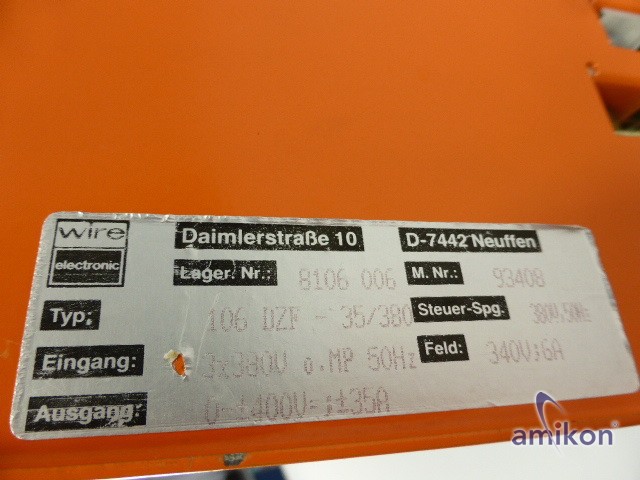 wire
electronic
Daimlerstraße 10 D-7442 Neuffen
Lager. Nr.: 8106 006 M. Nr.: 93408
Typ: 106 DZF - 35/380 Steuer-Spg. 380V,50Hz
Eingang: 3x380V o.MP 50Hz Feld: 340V;6A
Ausgang: 0-±400V=;±35A
amikon